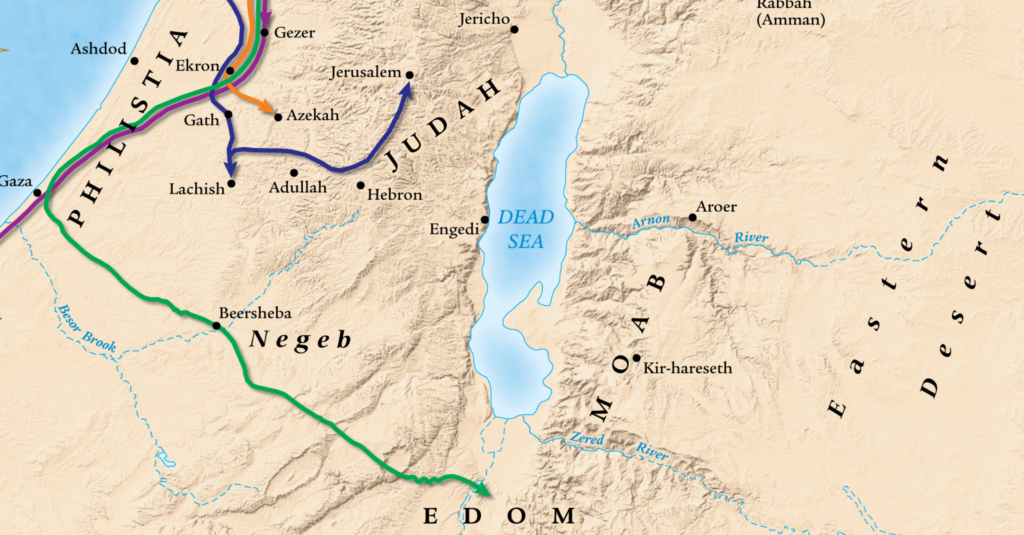 Rabbah
(Amman)
Jericho
Gezer
Ashdod
Ekron
Jerusalem
Azekah
Gath
PHILISTIA
JUDAH
Lachish
Adullah
Hebron
Gaza
Engedi
DEAD
SEA
Arnon
River
Aroer
Eastern
Desert
Beersheba
Negeb
Besor Brook
MOAB
Kir-hareseth
Zered
River
EDOM